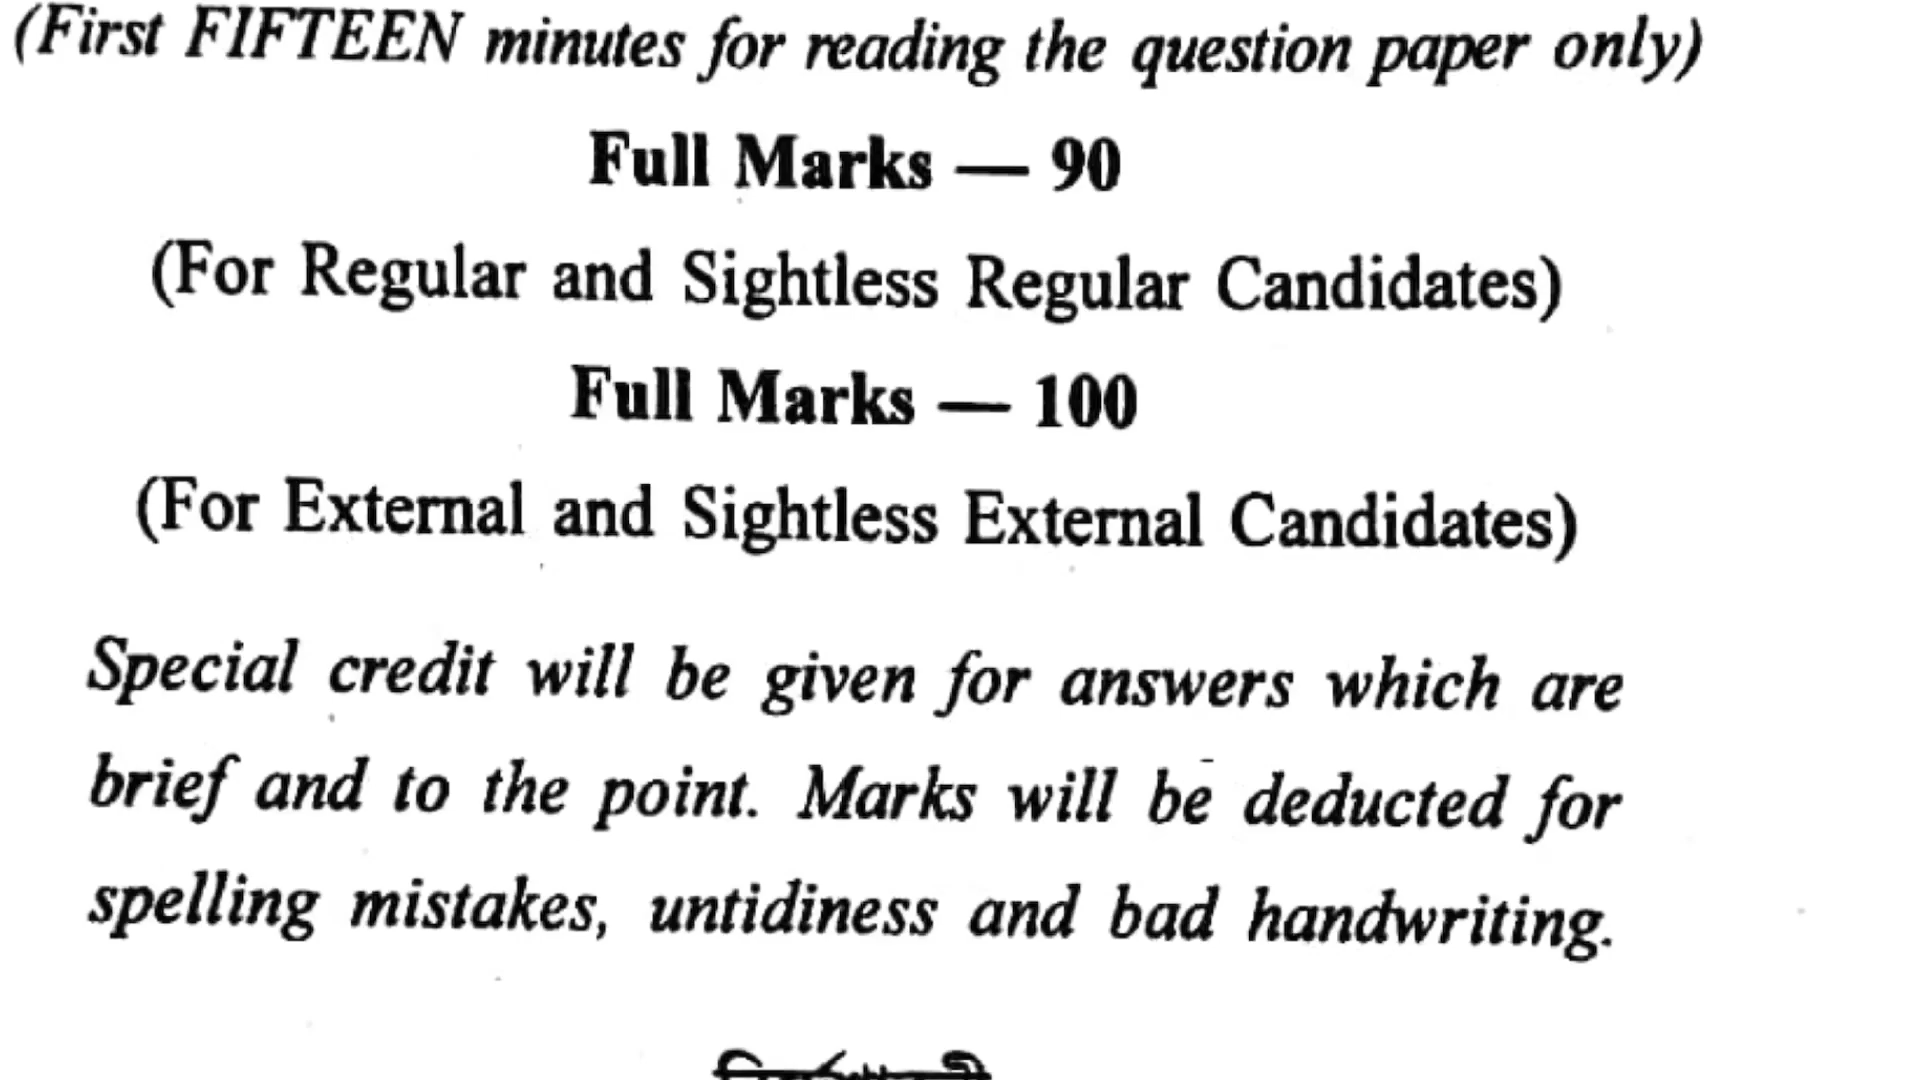 (First FIFTEEN minutes for reading the question paper only)
Full Marks — 90
(For Regular and Sightless Regular Candidates)
Full Marks — 100
(For External and Sightless External Candidates)
Special credit will be given for answers which are
brief and to the point. Marks will be deducted for
spelling mistakes, untidiness and bad handwriting.